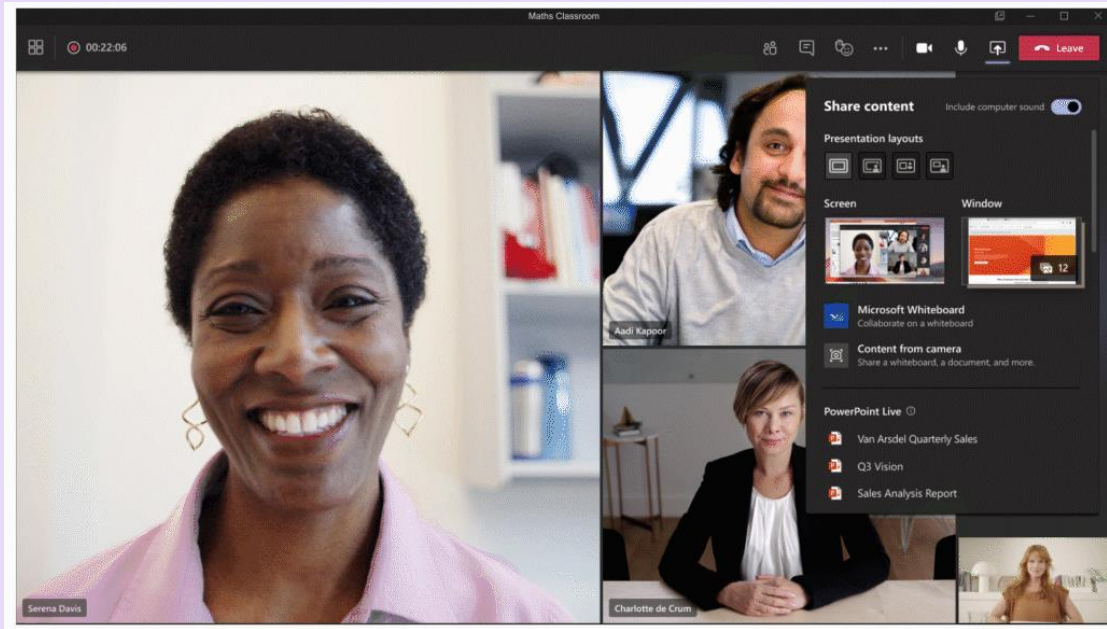 Maths Classroom
00:22:06
Leave
Share content
Include computer sound
Presentation layouts
Screen
Window
12
Microsoft Whiteboard
Collaborate on a whiteboard
Content from camera
Share a whiteboard, a document, and more.
PowerPoint Live
Van Arsdel Quarterly Sales
Q3 Vision
Sales Analysis Report
Aadi Kapoor
Serena Davis
Charlotte de Crum